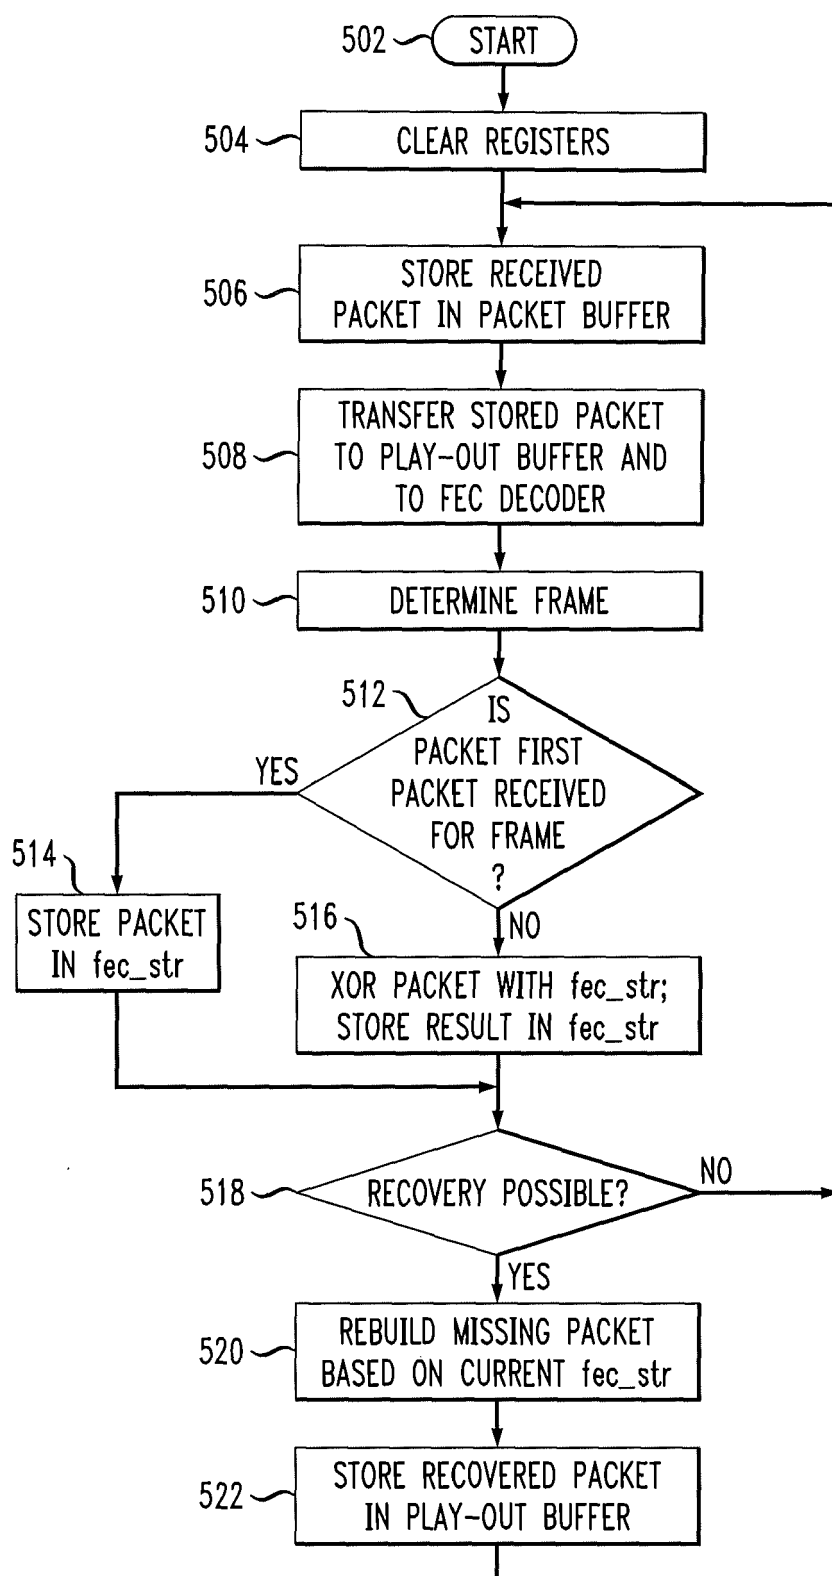 502
START
504
CLEAR REGISTERS
506
STORE RECEIVED
PACKET IN PACKET BUFFER
508
TRANSFER STORED PACKET
TO PLAY-OUT BUFFER AND
TO FEC DECODER
510
DETERMINE FRAME
512
IS
PACKET FIRST
PACKET RECEIVED
FOR FRAME
?
YES
NO
514
STORE PACKET
IN fec_str
516
XOR PACKET WITH fec_str;
STORE RESULT IN fec_str
518
RECOVERY POSSIBLE?
NO
YES
520
REBUILD MISSING PACKET
BASED ON CURRENT fec_str
522
STORE RECOVERED PACKET
IN PLAY-OUT BUFFER